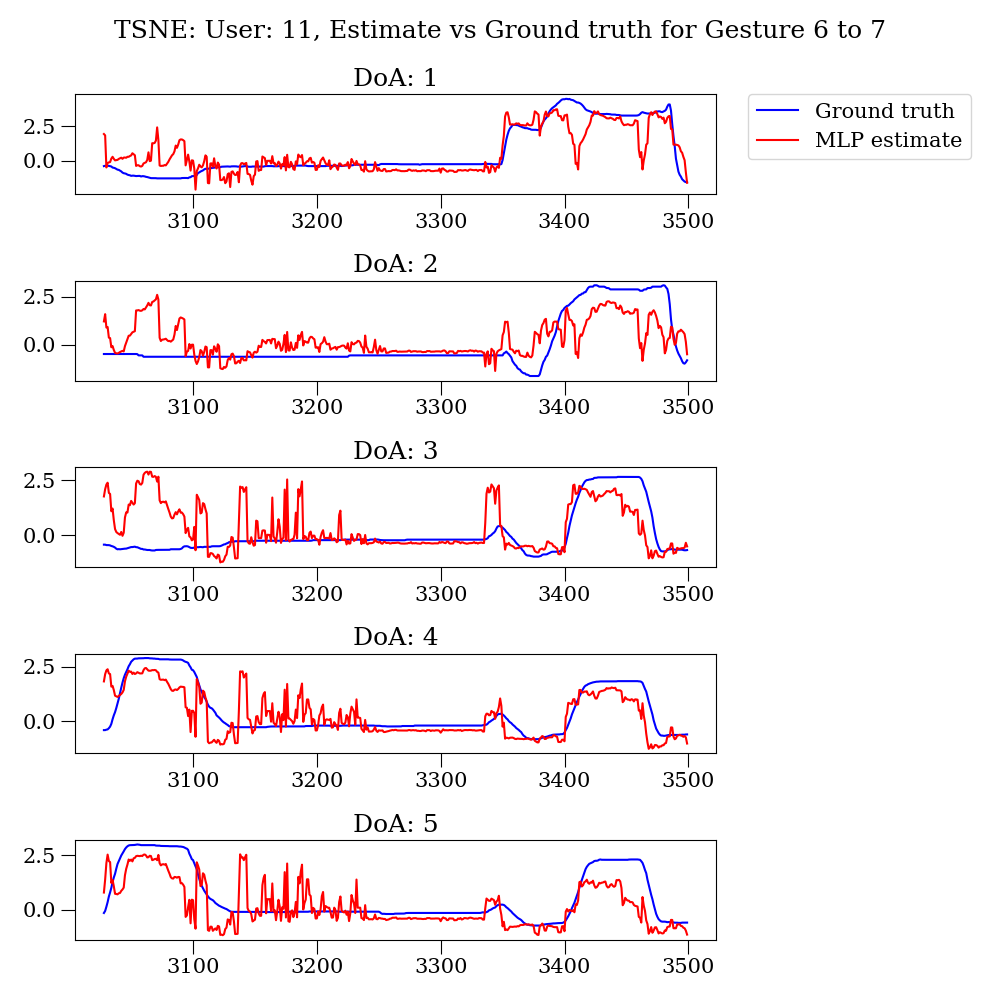 TSNE: User: 11, Estimate vs Ground truth for Gesture 6 to 7
DoA: 1
Ground truth
MLP estimate
2.5
0.0
3100 3200 3300 3400 3500
DoA: 2
2.5
0.0
3100 3200 3300 3400 3500
DoA: 3
2.5
0.0
3100 3200 3300 3400 3500
DoA: 4
2.5
0.0
3100 3200 3300 3400 3500
DoA: 5
2.5
0.0
3100 3200 3300 3400 3500